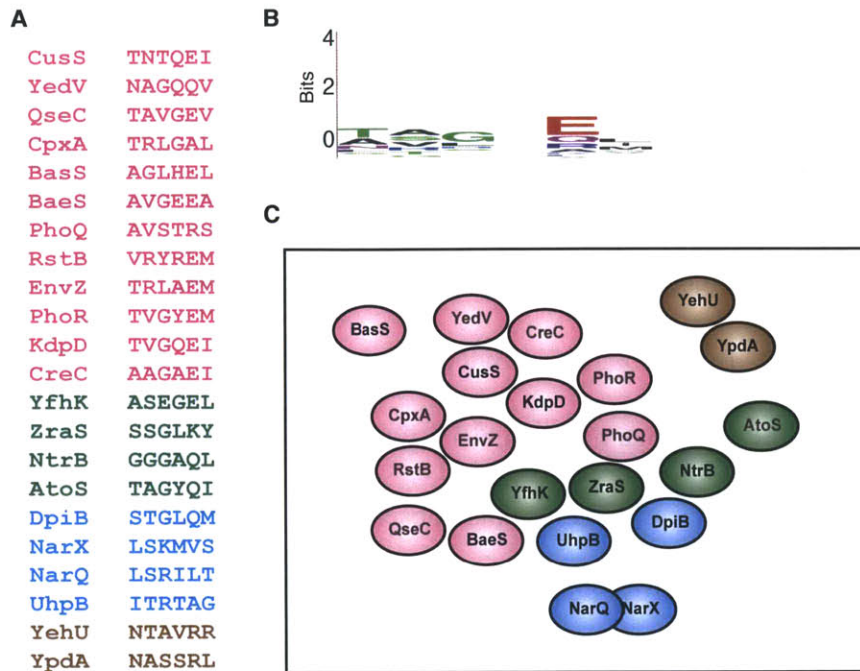 A
CusS TNTQEI
YedV NAGQQV
QseC TAVGEV
CpxA TRLGAL
BasS AGLHEL
BaeS AVGEEA
PhoQ AVSTRS
RstB VRYREM
EnvZ TRLAEM
PhoR TVGYEM
KdpD TVGQEI
CreC AAGAEI
YfhK ASEGEL
ZraS SSGLKY
NtrB GGGAQL
AtoS TAGYQI
DpiB STGLQM
NarX LSKMVS
NarQ LSRILT
UhpB ITRTAG
YehU NTAVRR
YpdA NASSRL
B
4
2
0
Bits
T
A
G
E
C
YehU
YpdA
BasS
YedV
CreC
CusS
PhoR
KdpD
CpxA
EnvZ
PhoQ
AtoS
RstB
NtrB
YfhK
ZraS
DpiB
QseC
BaeS
UhpB
NarQ
NarX